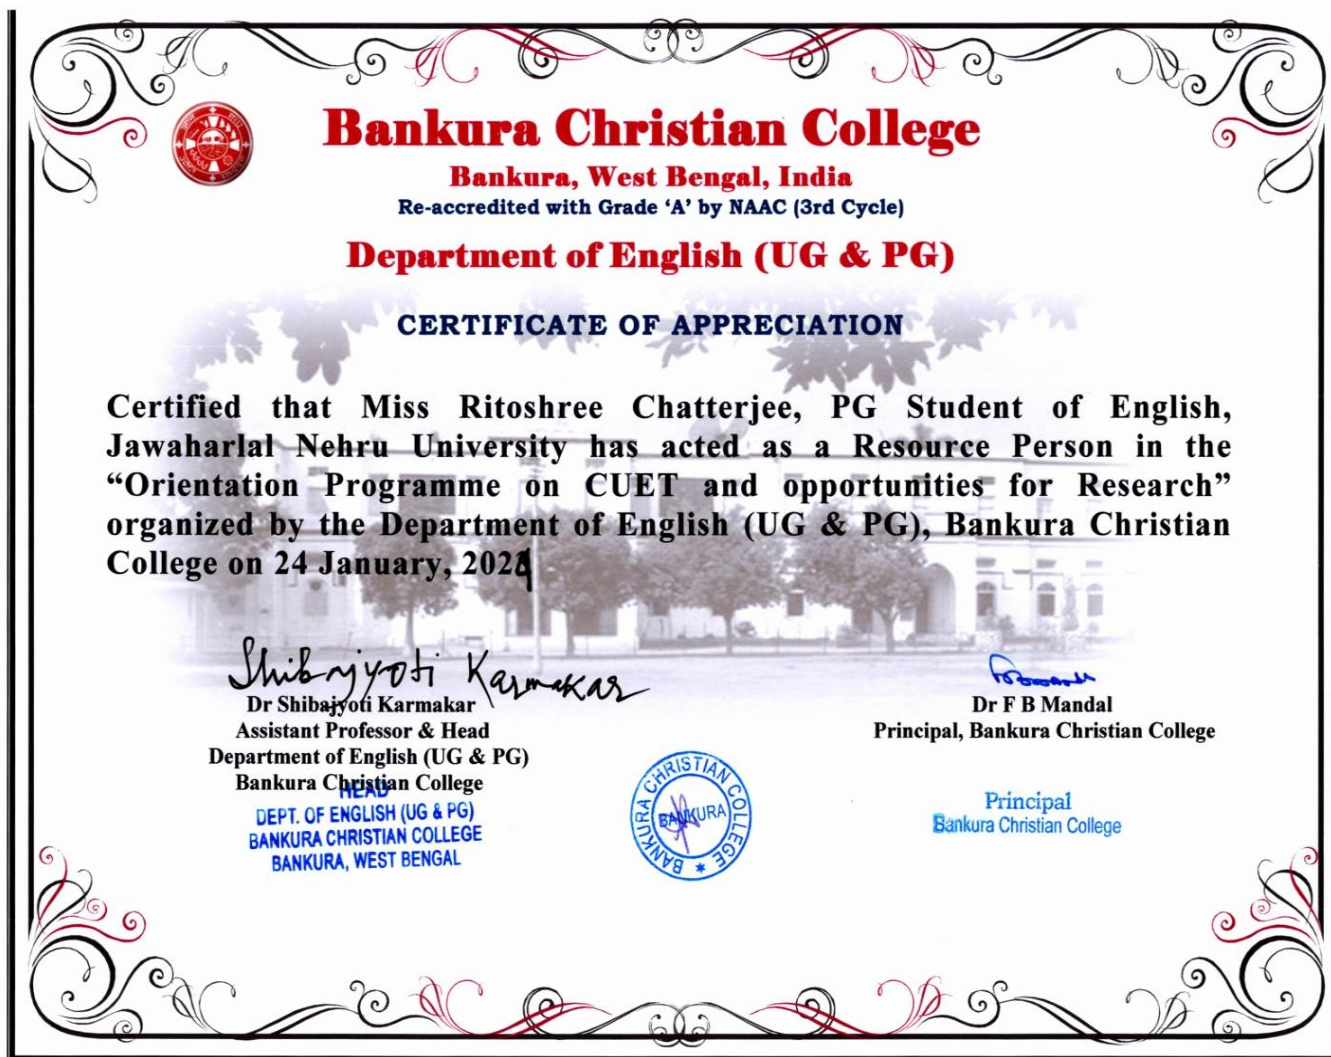 Bankura Christian College
Bankura, West Bengal, India
Re-accredited with Grade ‘A’ by NAAC (3rd Cycle)
Department of English (UG & PG)
CERTIFICATE OF APPRECIATION
Certified that Miss Ritoshree Chatterjee, PG Student of English,
Jawaharlal Nehru University has acted as a Resource Person in the
“Orientation Programme on CUET and opportunities for Research”
organized by the Department of English (UG & PG), Bankura Christian
College on 24 January, 2024
Shibajyoti Karmakar
Dr Shibajyoti Karmakar
Assistant Professor & Head
Department of English (UG & PG)
Bankura Christian College
HEAD
DEPT. OF ENGLISH (UG & PG)
BANKURA CHRISTIAN COLLEGE
BANKURA, WEST BENGAL
BANKURA CHRISTIAN COLLEGE
BANKURA
Dr F B Mandal
Principal, Bankura Christian College
Principal
Bankura Christian College